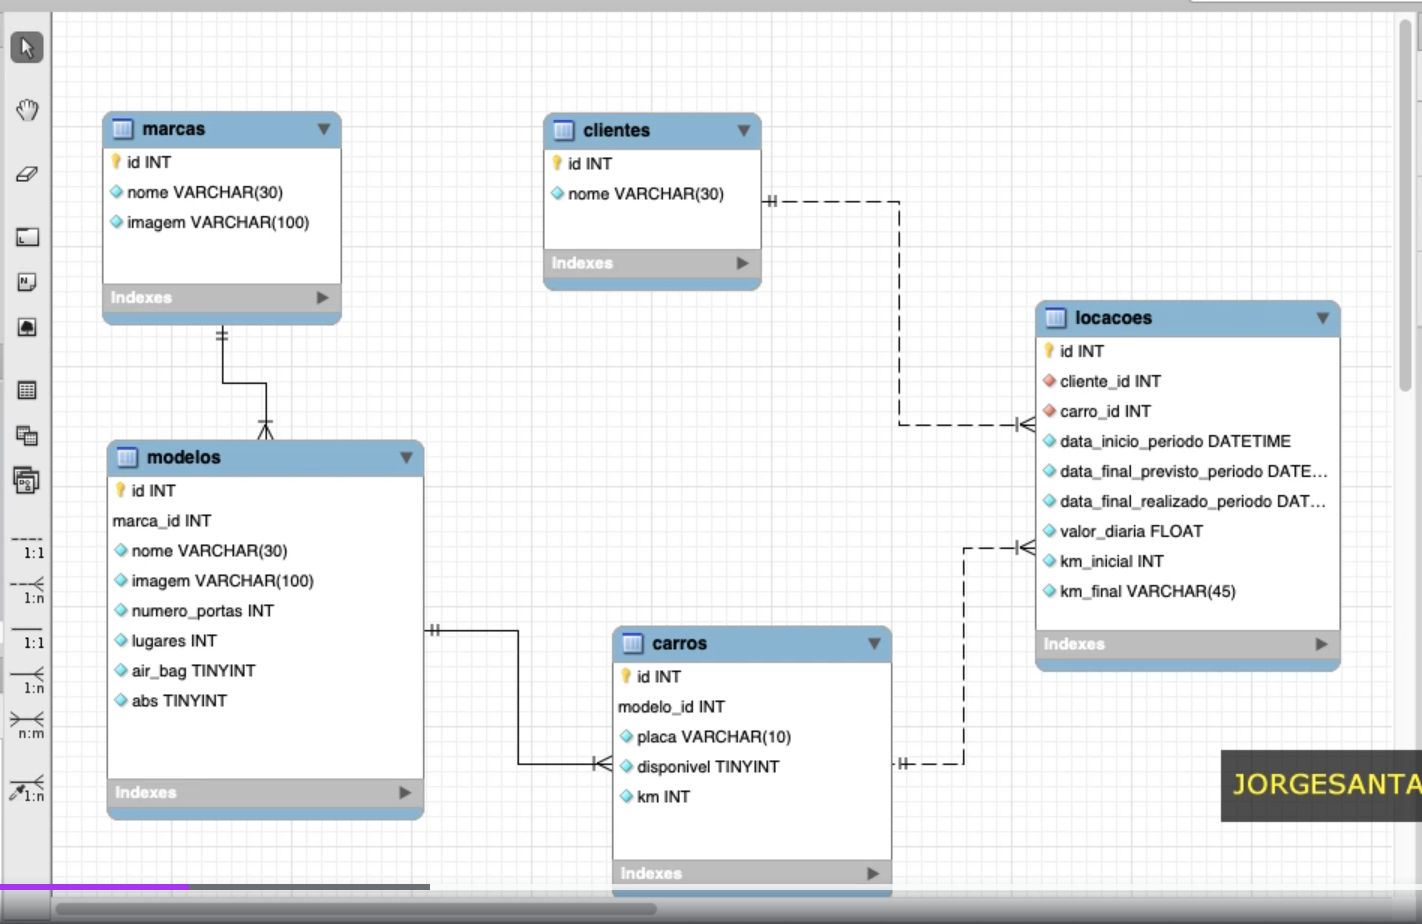 marcas
id INT
nome VARCHAR(30)
imagem VARCHAR(100)
Indexes
clientes
id INT
nome VARCHAR(30)
Indexes
locacoes
id INT
cliente_id INT
carro_id INT
data_inicio_periodo DATETIME
data_final_previsto_periodo DATE...
data_final_realizado_periodo DAT...
valor_diaria FLOAT
km_inicial INT
km_final VARCHAR(45)
Indexes
modelos
id INT
marca_id INT
nome VARCHAR(30)
imagem VARCHAR(100)
numero_portas INT
lugares INT
air_bag TINYINT
abs TINYINT
Indexes
carros
id INT
modelo_id INT
placa VARCHAR(10)
disponivel TINYINT
km INT
Indexes
1:1
1:n
1:1
1:n
n:m
1:n
JORGESANTA